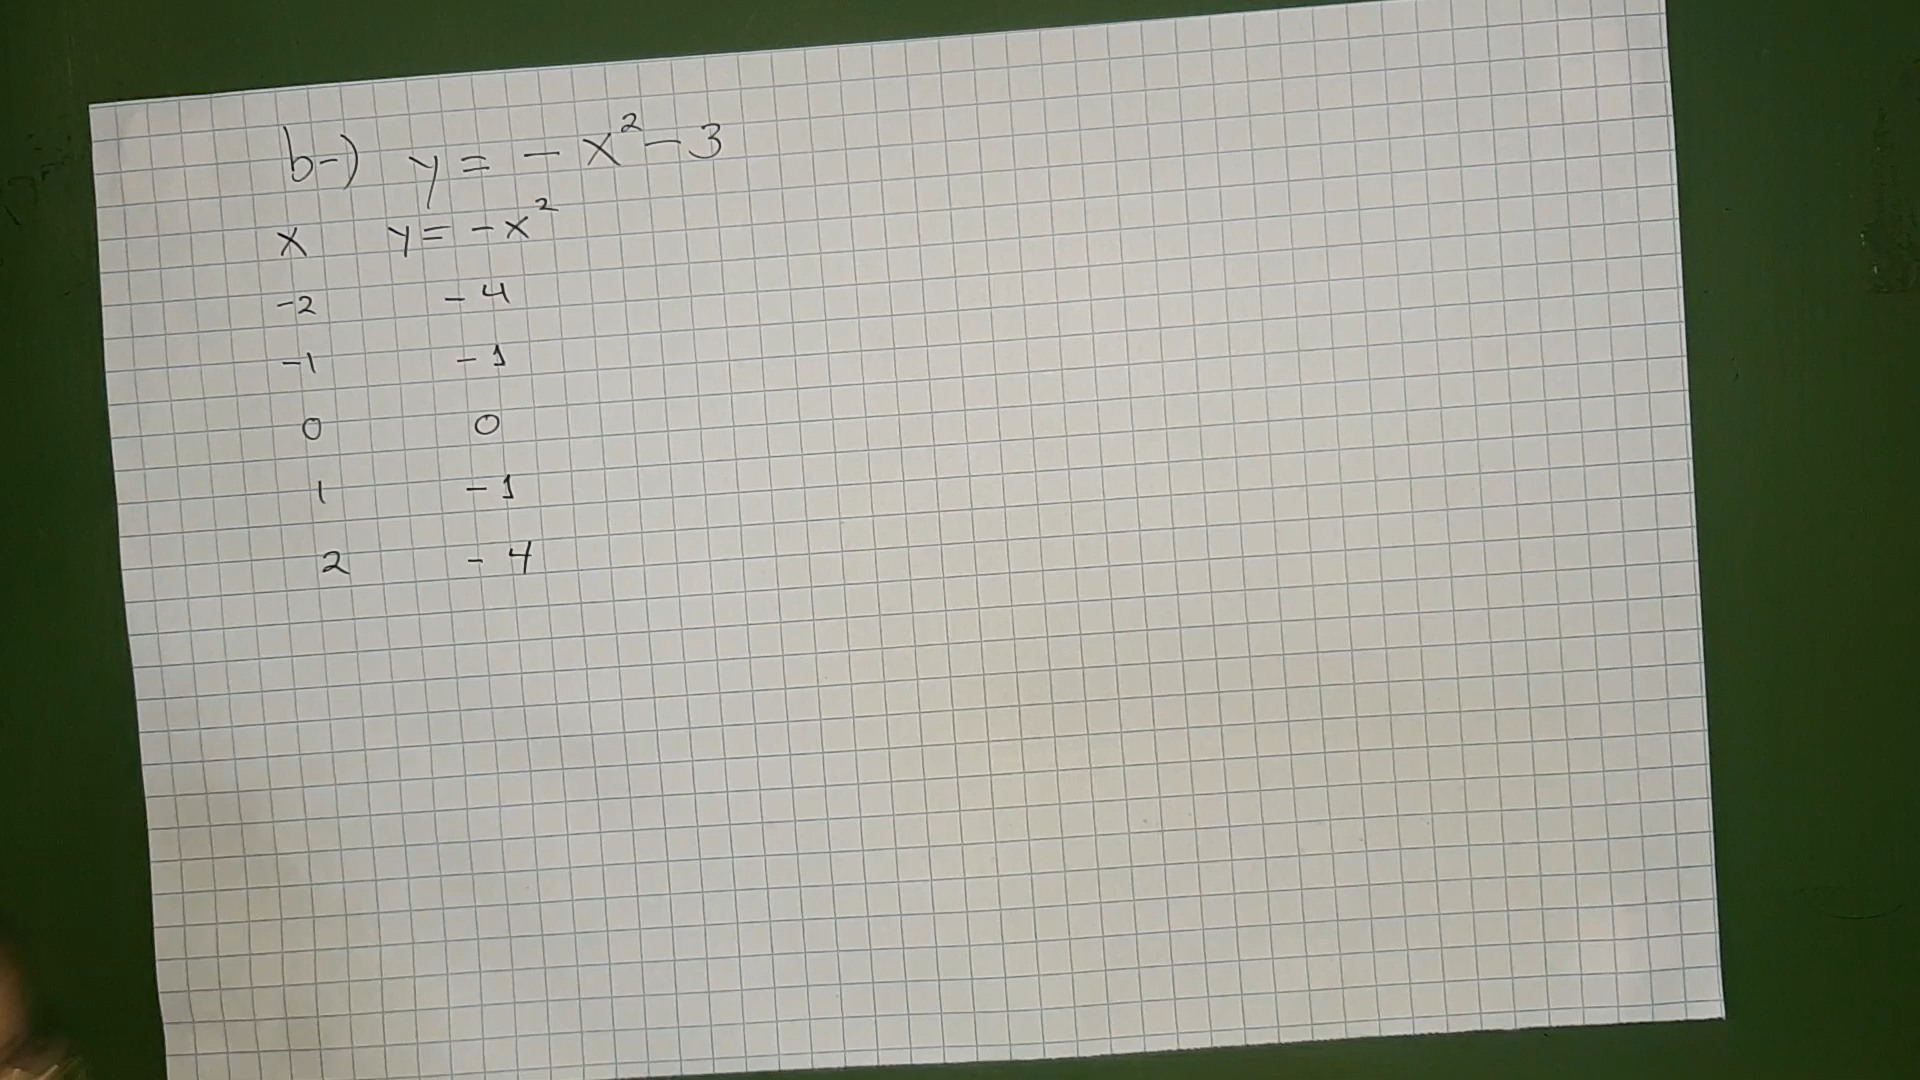 b-) y = - x² - 3
x y = -x²
-2 -4
-1 -1
0 0
1 -1
2 -4